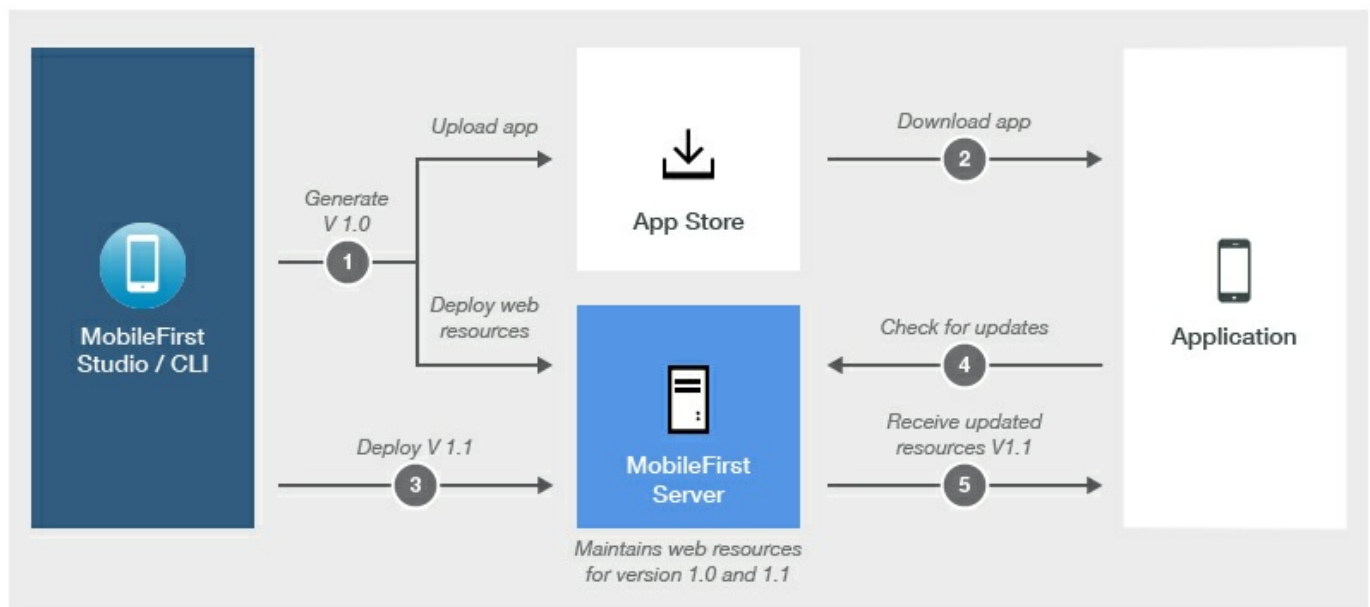 MobileFirst
Studio / CLI
Generate
V 1.0
1
Upload app
Deploy web
resources
Deploy V 1.1
3
App Store
MobileFirst
Server
Maintains web resources
for version 1.0 and 1.1
Download app
2
Check for updates
4
Receive updated
resources V1.1
5
Application